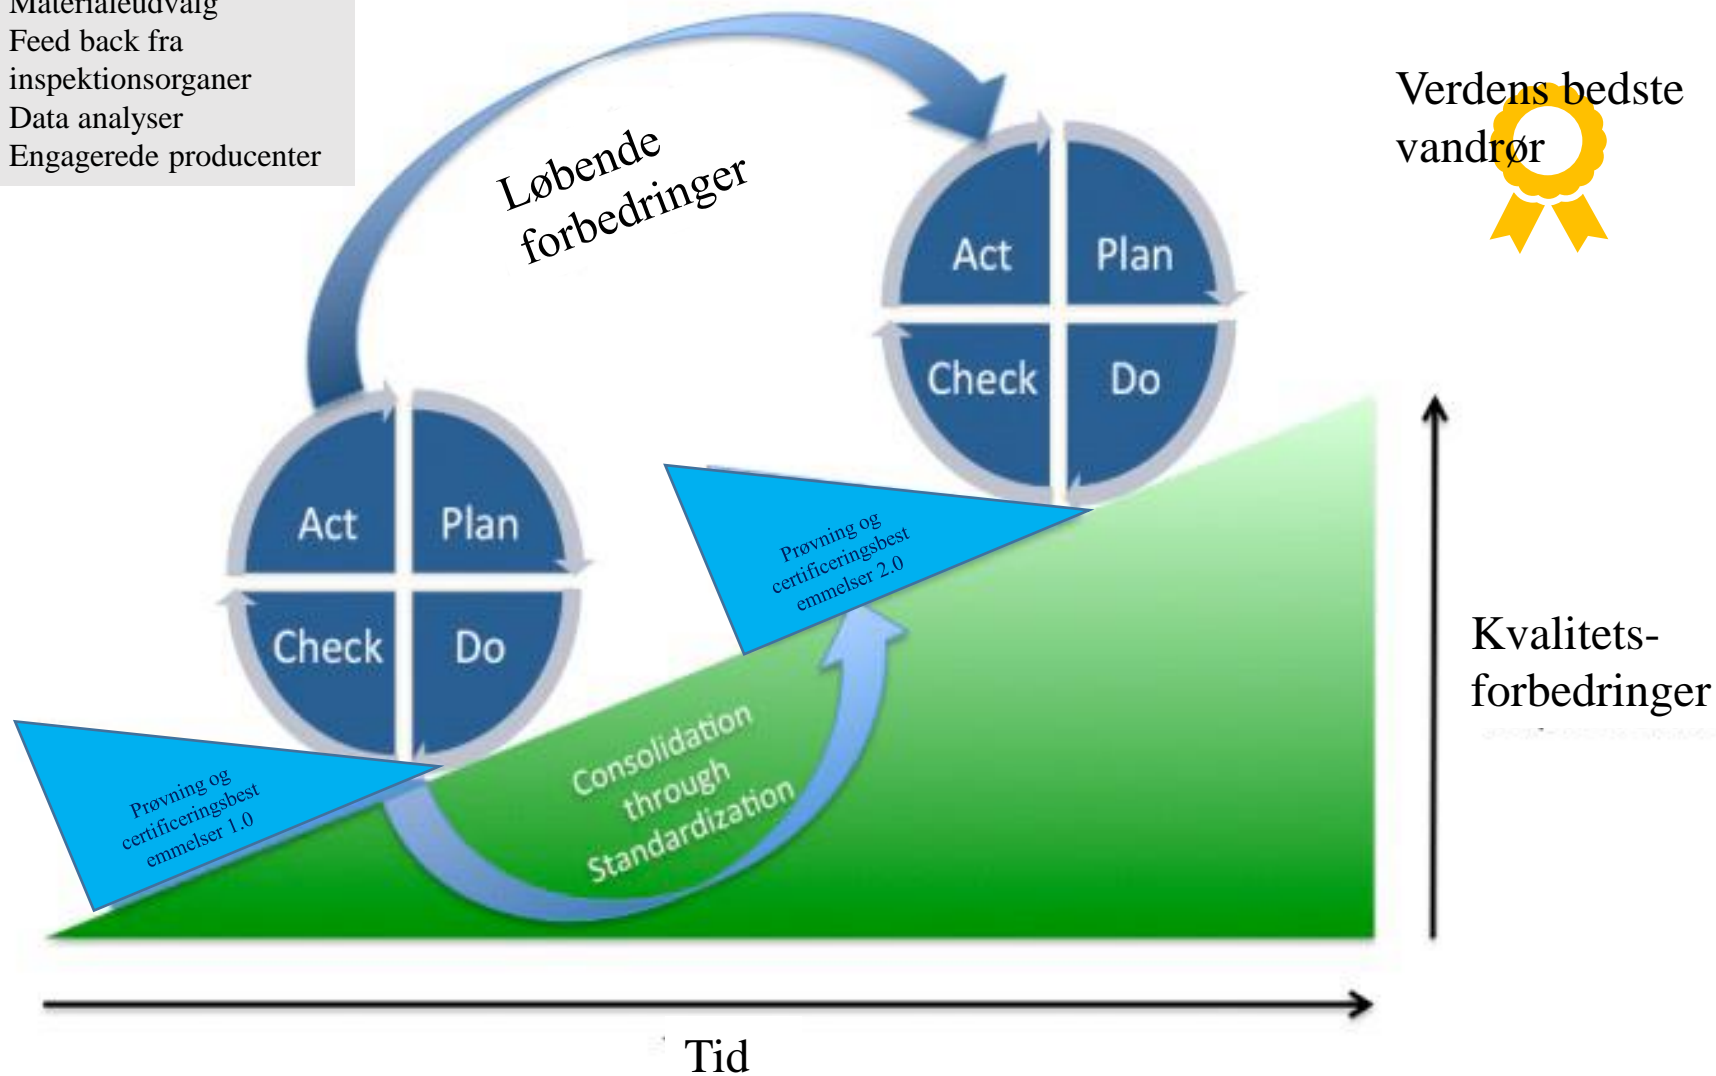 Materialeudvalg
Feed back fra
inspektionsorganer
Data analyser
Engagerede producenter
Løbende
forbedringer
Verdens bedste
vandrør
Act
Plan
Check
Do
Act
Plan
Check
Do
Prøvning og
certificeringsbest
emmelser 2.0
Prøvning og
certificeringsbest
emmelser 1.0
Consolidation
through
Standardization
Kvalitets-
forbedringer
Tid